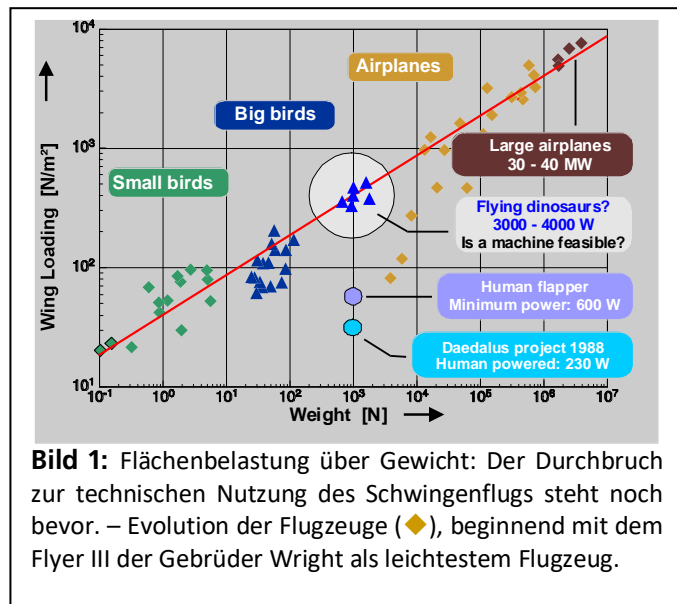 10⁴
Airplanes
Big birds
10³
Wing Loading [N/m²]
Large airplanes
30 - 40 MW
Small birds
Flying dinosaurs?
3000 - 4000 W
Is a machine feasible?
10²
Human flapper
Minimum power: 600 W
Daedalus project 1988
Human powered: 230 W
10¹
10⁻¹ 10⁰ 10¹ 10² 10³ 10⁴ 10⁵ 10⁶ 10⁷
Weight [N]
Bild 1: Flächenbelastung über Gewicht: Der Durchbruch
zur technischen Nutzung des Schwingenflugs steht noch
bevor. – Evolution der Flugzeuge (◆), beginnend mit dem
Flyer III der Gebrüder Wright als leichtestem Flugzeug.